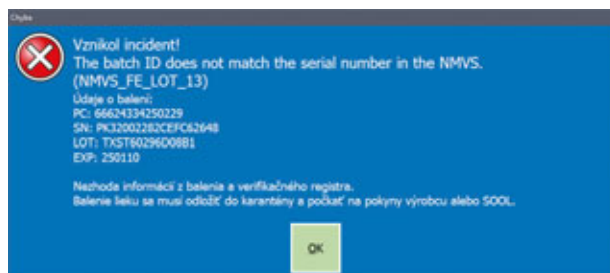 Chyba
Vznikol incident!
The batch ID does not match the serial number in the NMVS.
(NMVS_FE_LOT_13)
Údaje o balení:
PC: 66624334250229
SN: PK32002282CEFC62648
LOT: TXST60296D08B1
EXP: 250110
Nezhoda informácií z balenia a verifikačného registra.
Balenie lieku sa musí odložiť do karantény a počkať na pokyny výrobcu alebo SOOL.
OK